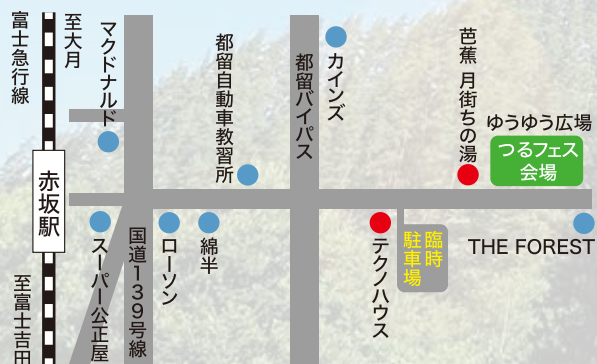 富士急行線
至大月
マクドナルド
都留自動車教習所
都留バイパス
カインズ
芭蕉 月待ちの湯
ゆうゆう広場
つるフェス
会場
赤坂駅
スーパー公正屋
国道139号線
ローソン
綿半
テクノハウス
臨時
駐車場
THE FOREST
至富士吉田